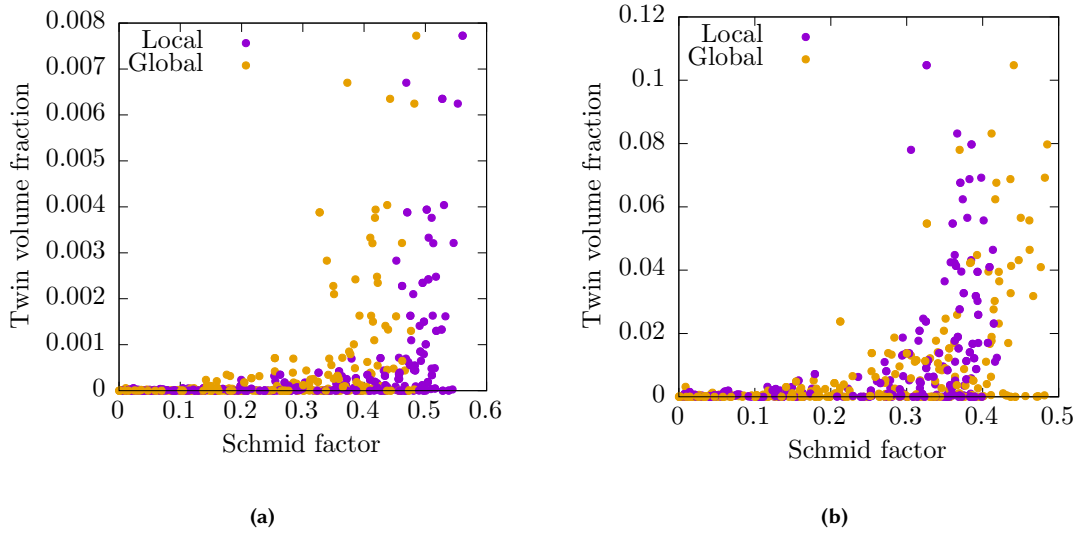 0.008
0.007
0.006
0.005
0.004
0.003
0.002
0.001
0
Twin volume fraction
Local
Global
0 0.1 0.2 0.3 0.4 0.5 0.6
Schmid factor
(a)
0.12
0.1
0.08
0.06
0.04
0.02
0
Twin volume fraction
Local
Global
0 0.1 0.2 0.3 0.4 0.5
Schmid factor
(b)